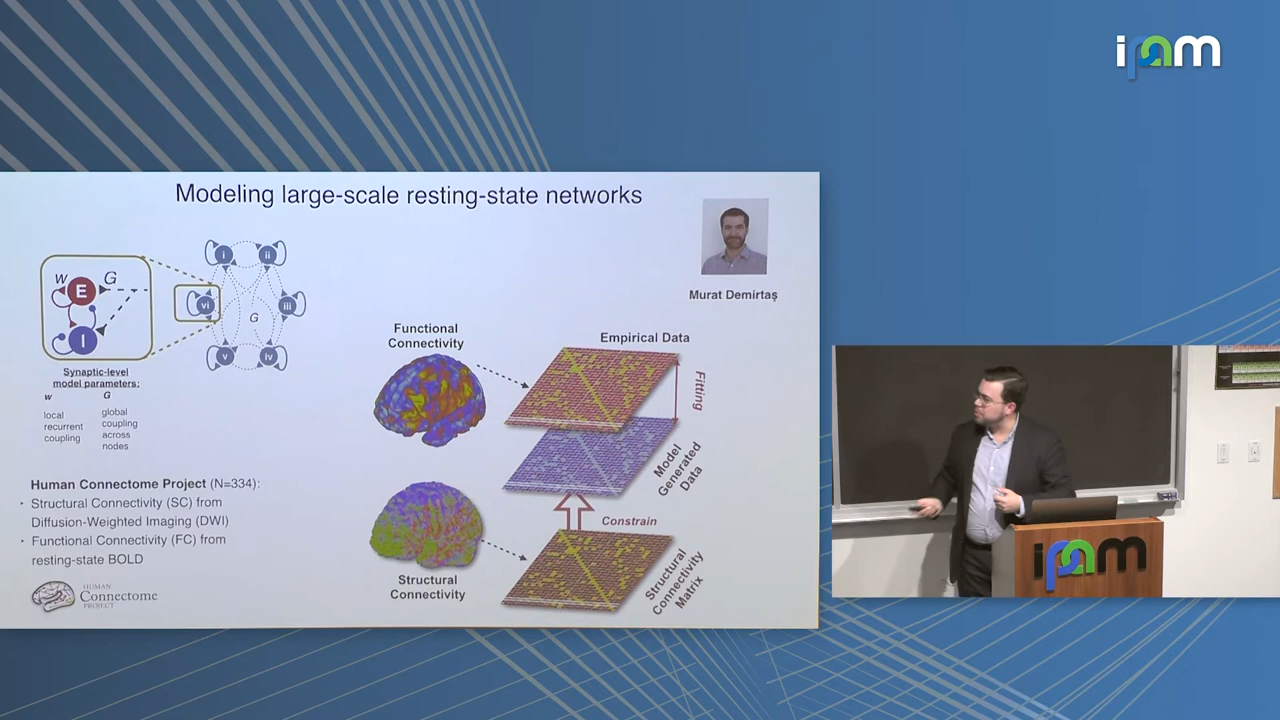 ipam
Modeling large-scale resting-state networks
Murat Demirtaş
w
G
E
I
i
ii
iii
iv
v
vi
G
Synaptic-level
model parameters:
w
G
local
recurrent
coupling
global
coupling
across
nodes
Functional
Connectivity
Empirical Data
Fitting
Model
Generated
Data
Constrain
Structural
Connectivity
Structural
Connectivity
Matrix
Human Connectome Project (N=334):
• Structural Connectivity (SC) from
Diffusion-Weighted Imaging (DWI)
• Functional Connectivity (FC) from
resting-state BOLD
HUMAN
Connectome
PROJECT
ipam